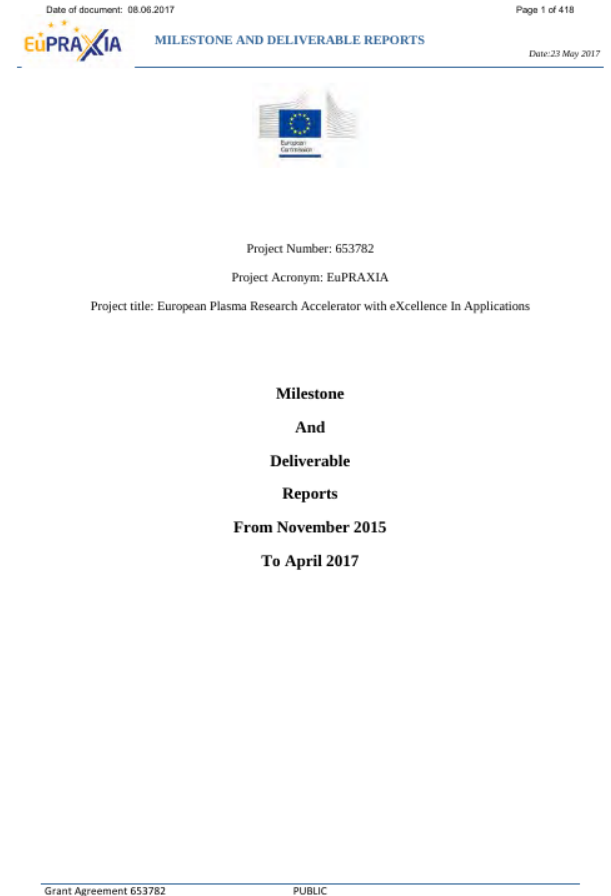 Date of document: 08.06.2017 Page 1 of 418
EuPRAXIA
MILESTONE AND DELIVERABLE REPORTS
Date:23 May 2017
European
Commission
Project Number: 653782
Project Acronym: EuPRAXIA
Project title: European Plasma Research Accelerator with eXcellence In Applications
Milestone
And
Deliverable
Reports
From November 2015
To April 2017
Grant Agreement 653782 PUBLIC